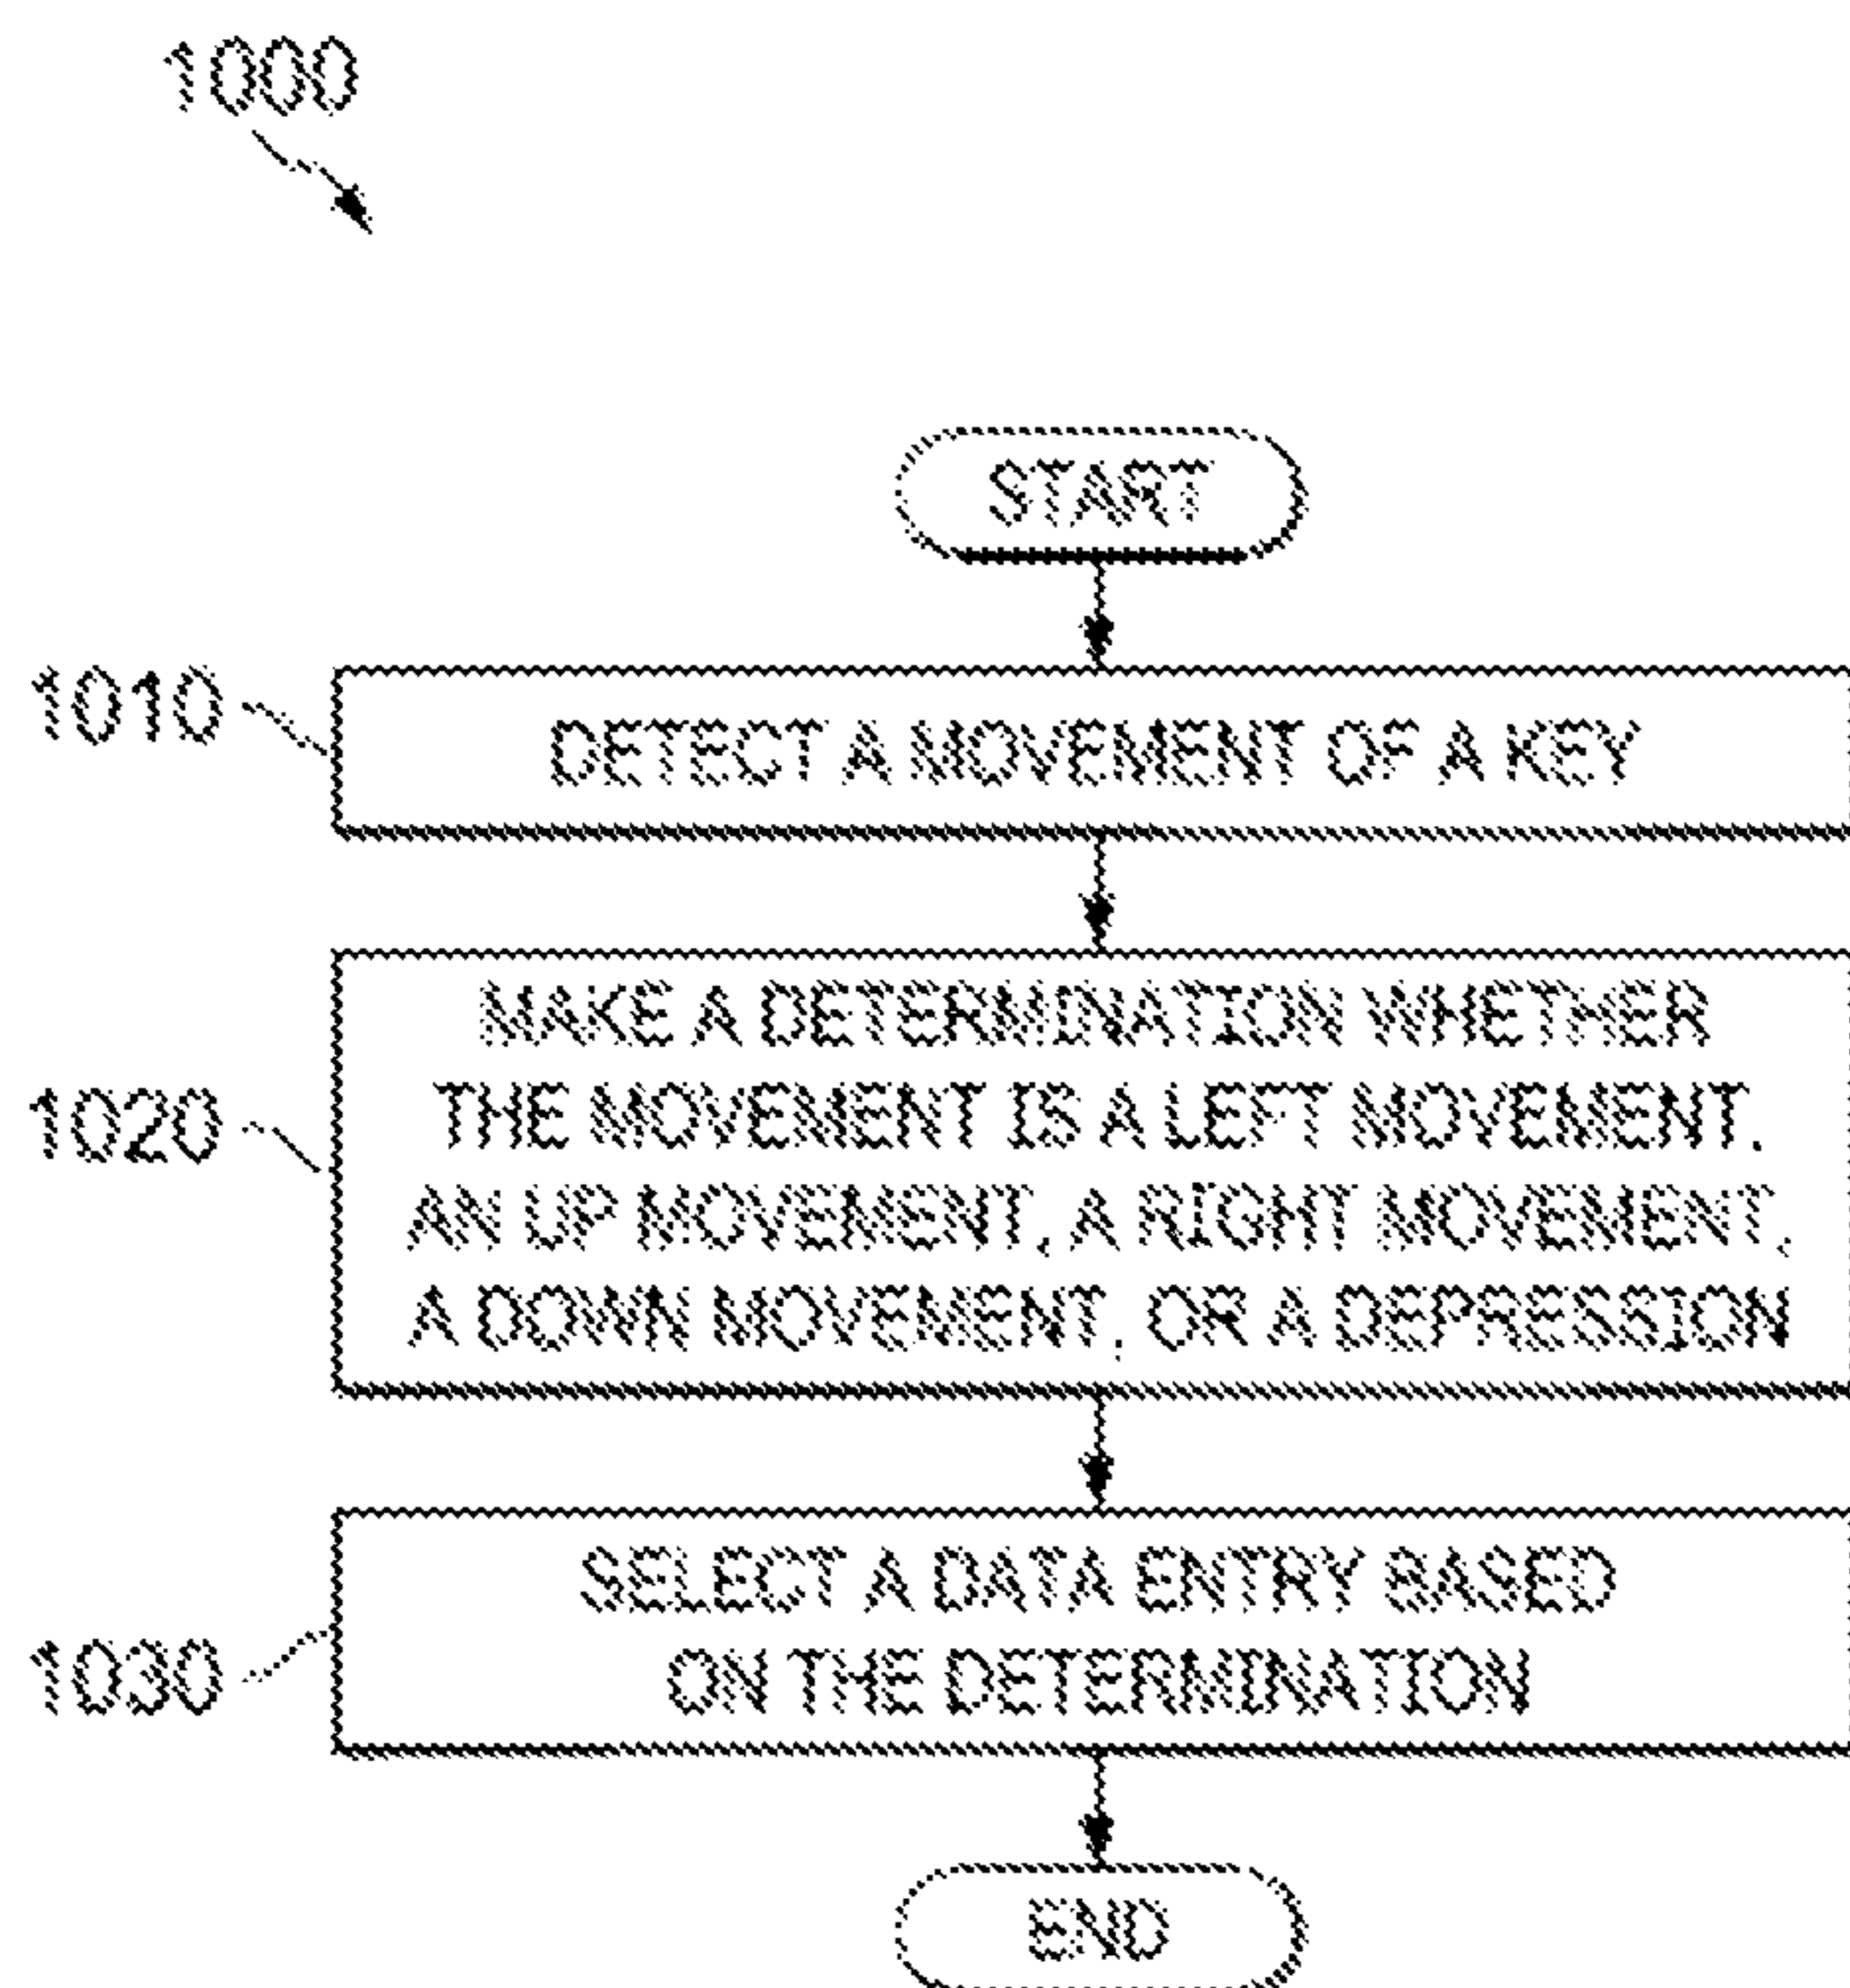 1000
START
1010
DETECT A MOVEMENT OF A KEY
1020
MAKE A DETERMINATION WHETHER
THE MOVEMENT IS A LEFT MOVEMENT,
AN UP MOVEMENT, A RIGHT MOVEMENT,
A DOWN MOVEMENT, OR A DEPRESSION
1030
SELECT A DATA ENTRY BASED
ON THE DETERMINATION
END